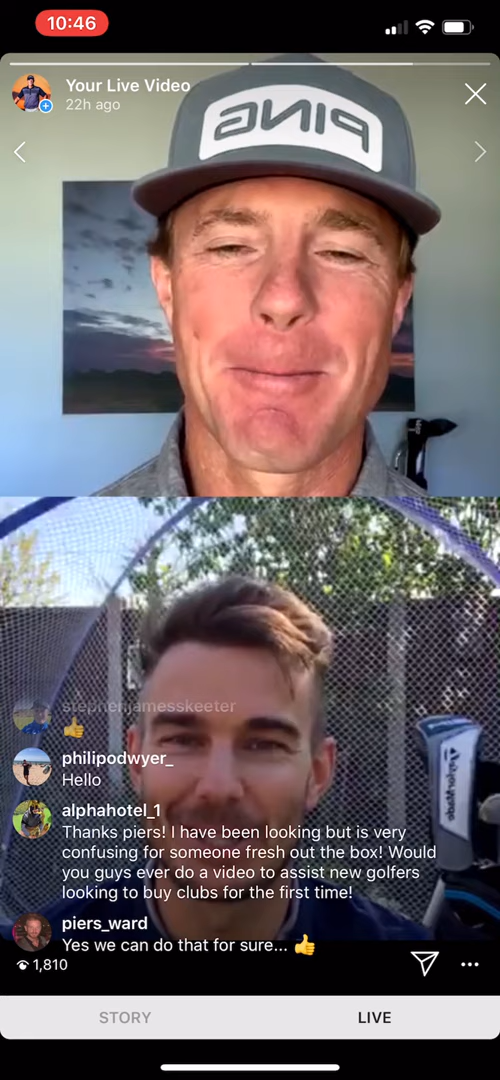 10:46
Your Live Video
22h ago
PING
stephenjamesskeeter
👍
philipodwyer_
Hello
TaylorMade
alphahotel_1
Thanks piers! I have been looking but is very
confusing for someone fresh out the box! Would
you guys ever do a video to assist new golfers
looking to buy clubs for the first time!
piers_ward
Yes we can do that for sure... 👍
1,810
STORY
LIVE